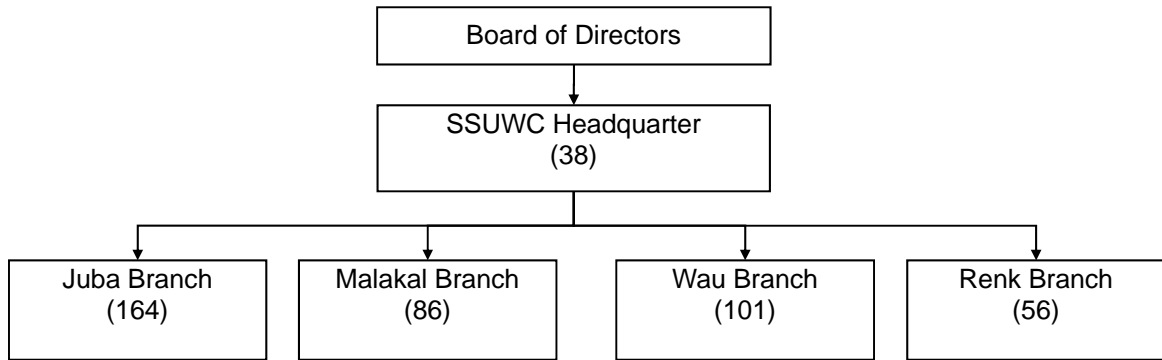 Board of Directors
SSUWC Headquarter
(38)
Juba Branch
(164)
Malakal Branch
(86)
Wau Branch
(101)
Renk Branch
(56)